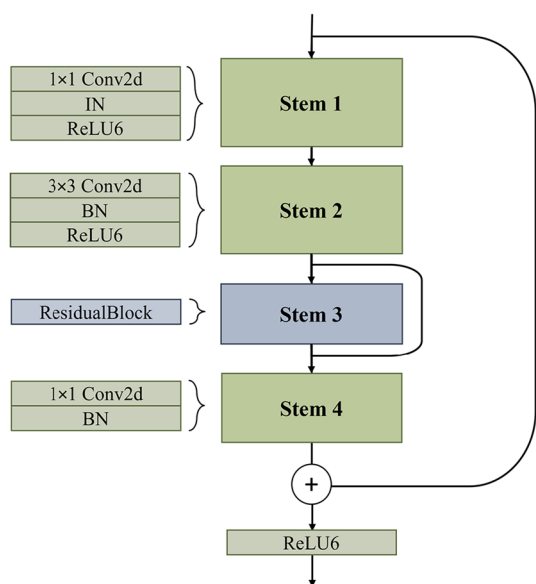 1×1 Conv2d
IN
ReLU6
Stem 1
3×3 Conv2d
BN
ReLU6
Stem 2
ResidualBlock
Stem 3
1×1 Conv2d
BN
Stem 4
+
ReLU6